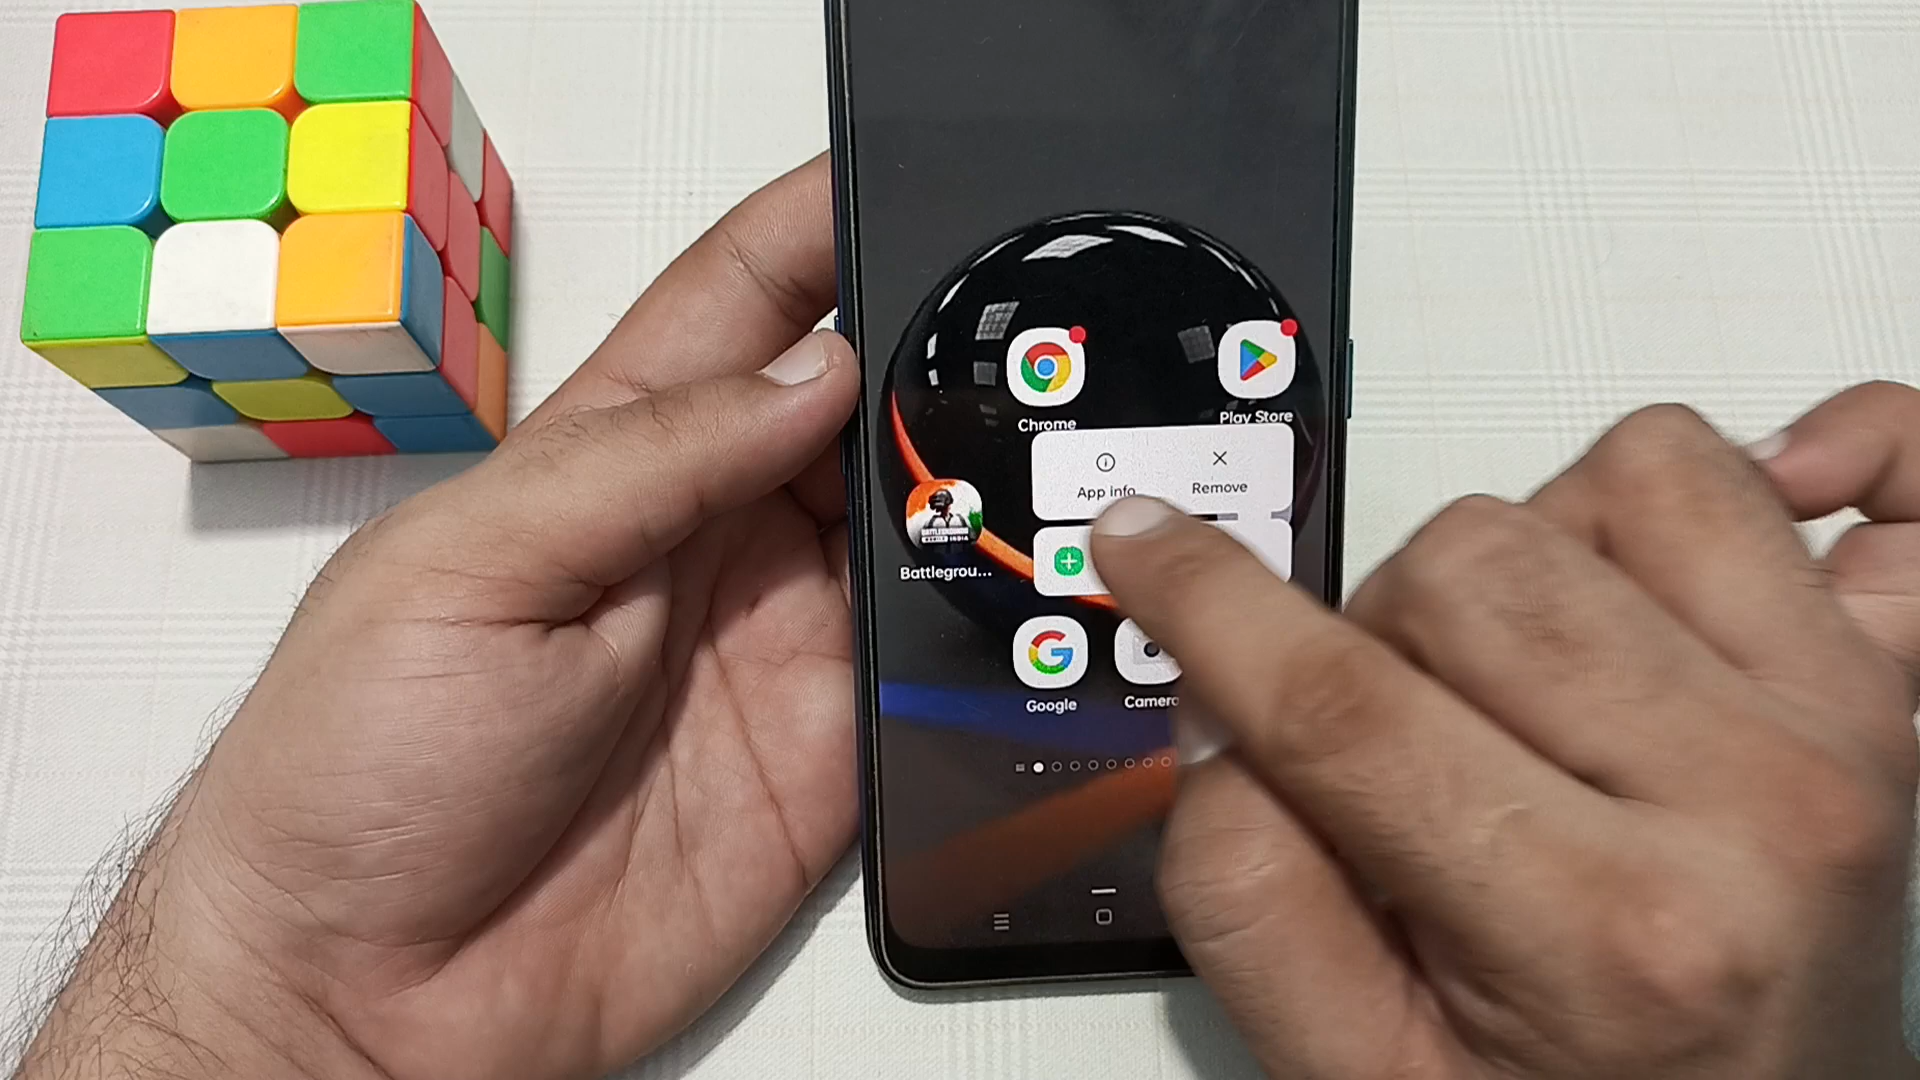 Chrome
Play Store
App info
Remove
Battlegrou...
Google
Camera